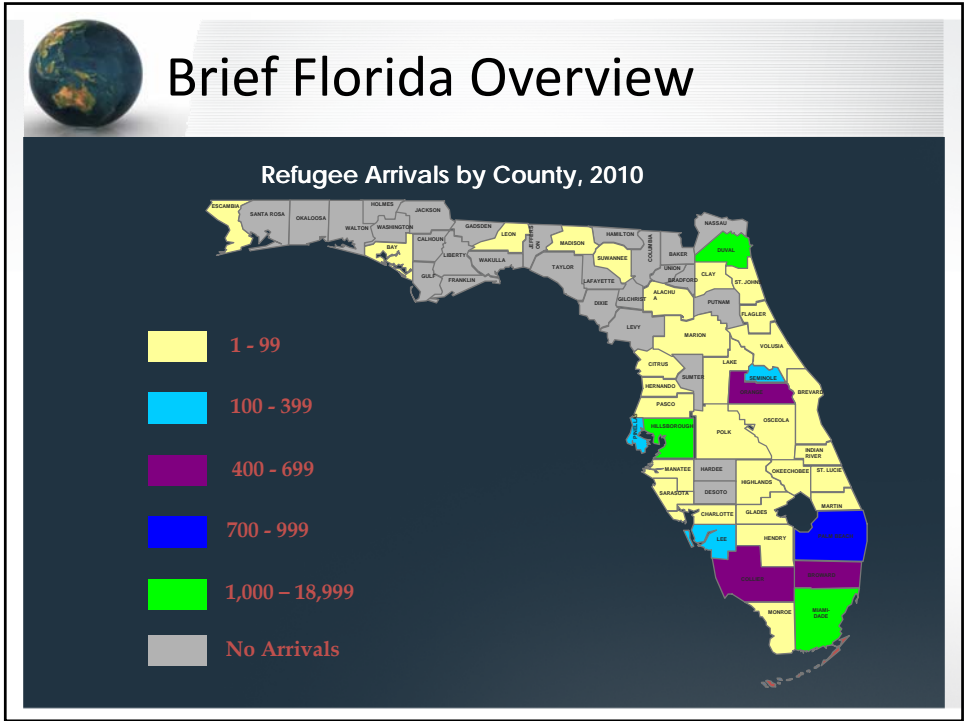 Brief Florida Overview
Refugee Arrivals by County, 2010
ESCAMBIA
SANTA ROSA
OKALOOSA
WALTON
HOLMES
WASHINGTON
JACKSON
BAY
CALHOUN
GULF
LIBERTY
GADSDEN
FRANKLIN
LEON
WAKULLA
JEFFERS
ON
MADISON
TAYLOR
HAMILTON
SUWANNEE
LAFAYETTE
DIXIE
COLUMBIA
GILCHRIST
LEVY
BAKER
UNION
BRADFORD
ALACHU
A
NASSAU
DUVAL
CLAY
ST. JOHN
PUTNAM
FLAGLER
MARION
VOLUSIA
CITRUS
SUMTER
LAKE
SEMINOLE
HERNANDO
BREVARD
PASCO
HILLSBOROUGH
POLK
OSCEOLA
INDIAN
RIVER
MANATEE
HARDEE
HIGHLANDS
OKEECHOBEE
ST. LUCIE
SARASOTA
DESOTO
MARTIN
CHARLOTTE
GLADES
LEE
HENDRY
MONROE
MIAMI-
DADE
1 - 99
100 - 399
400 - 699
700 - 999
1,000 – 18,999
No Arrivals